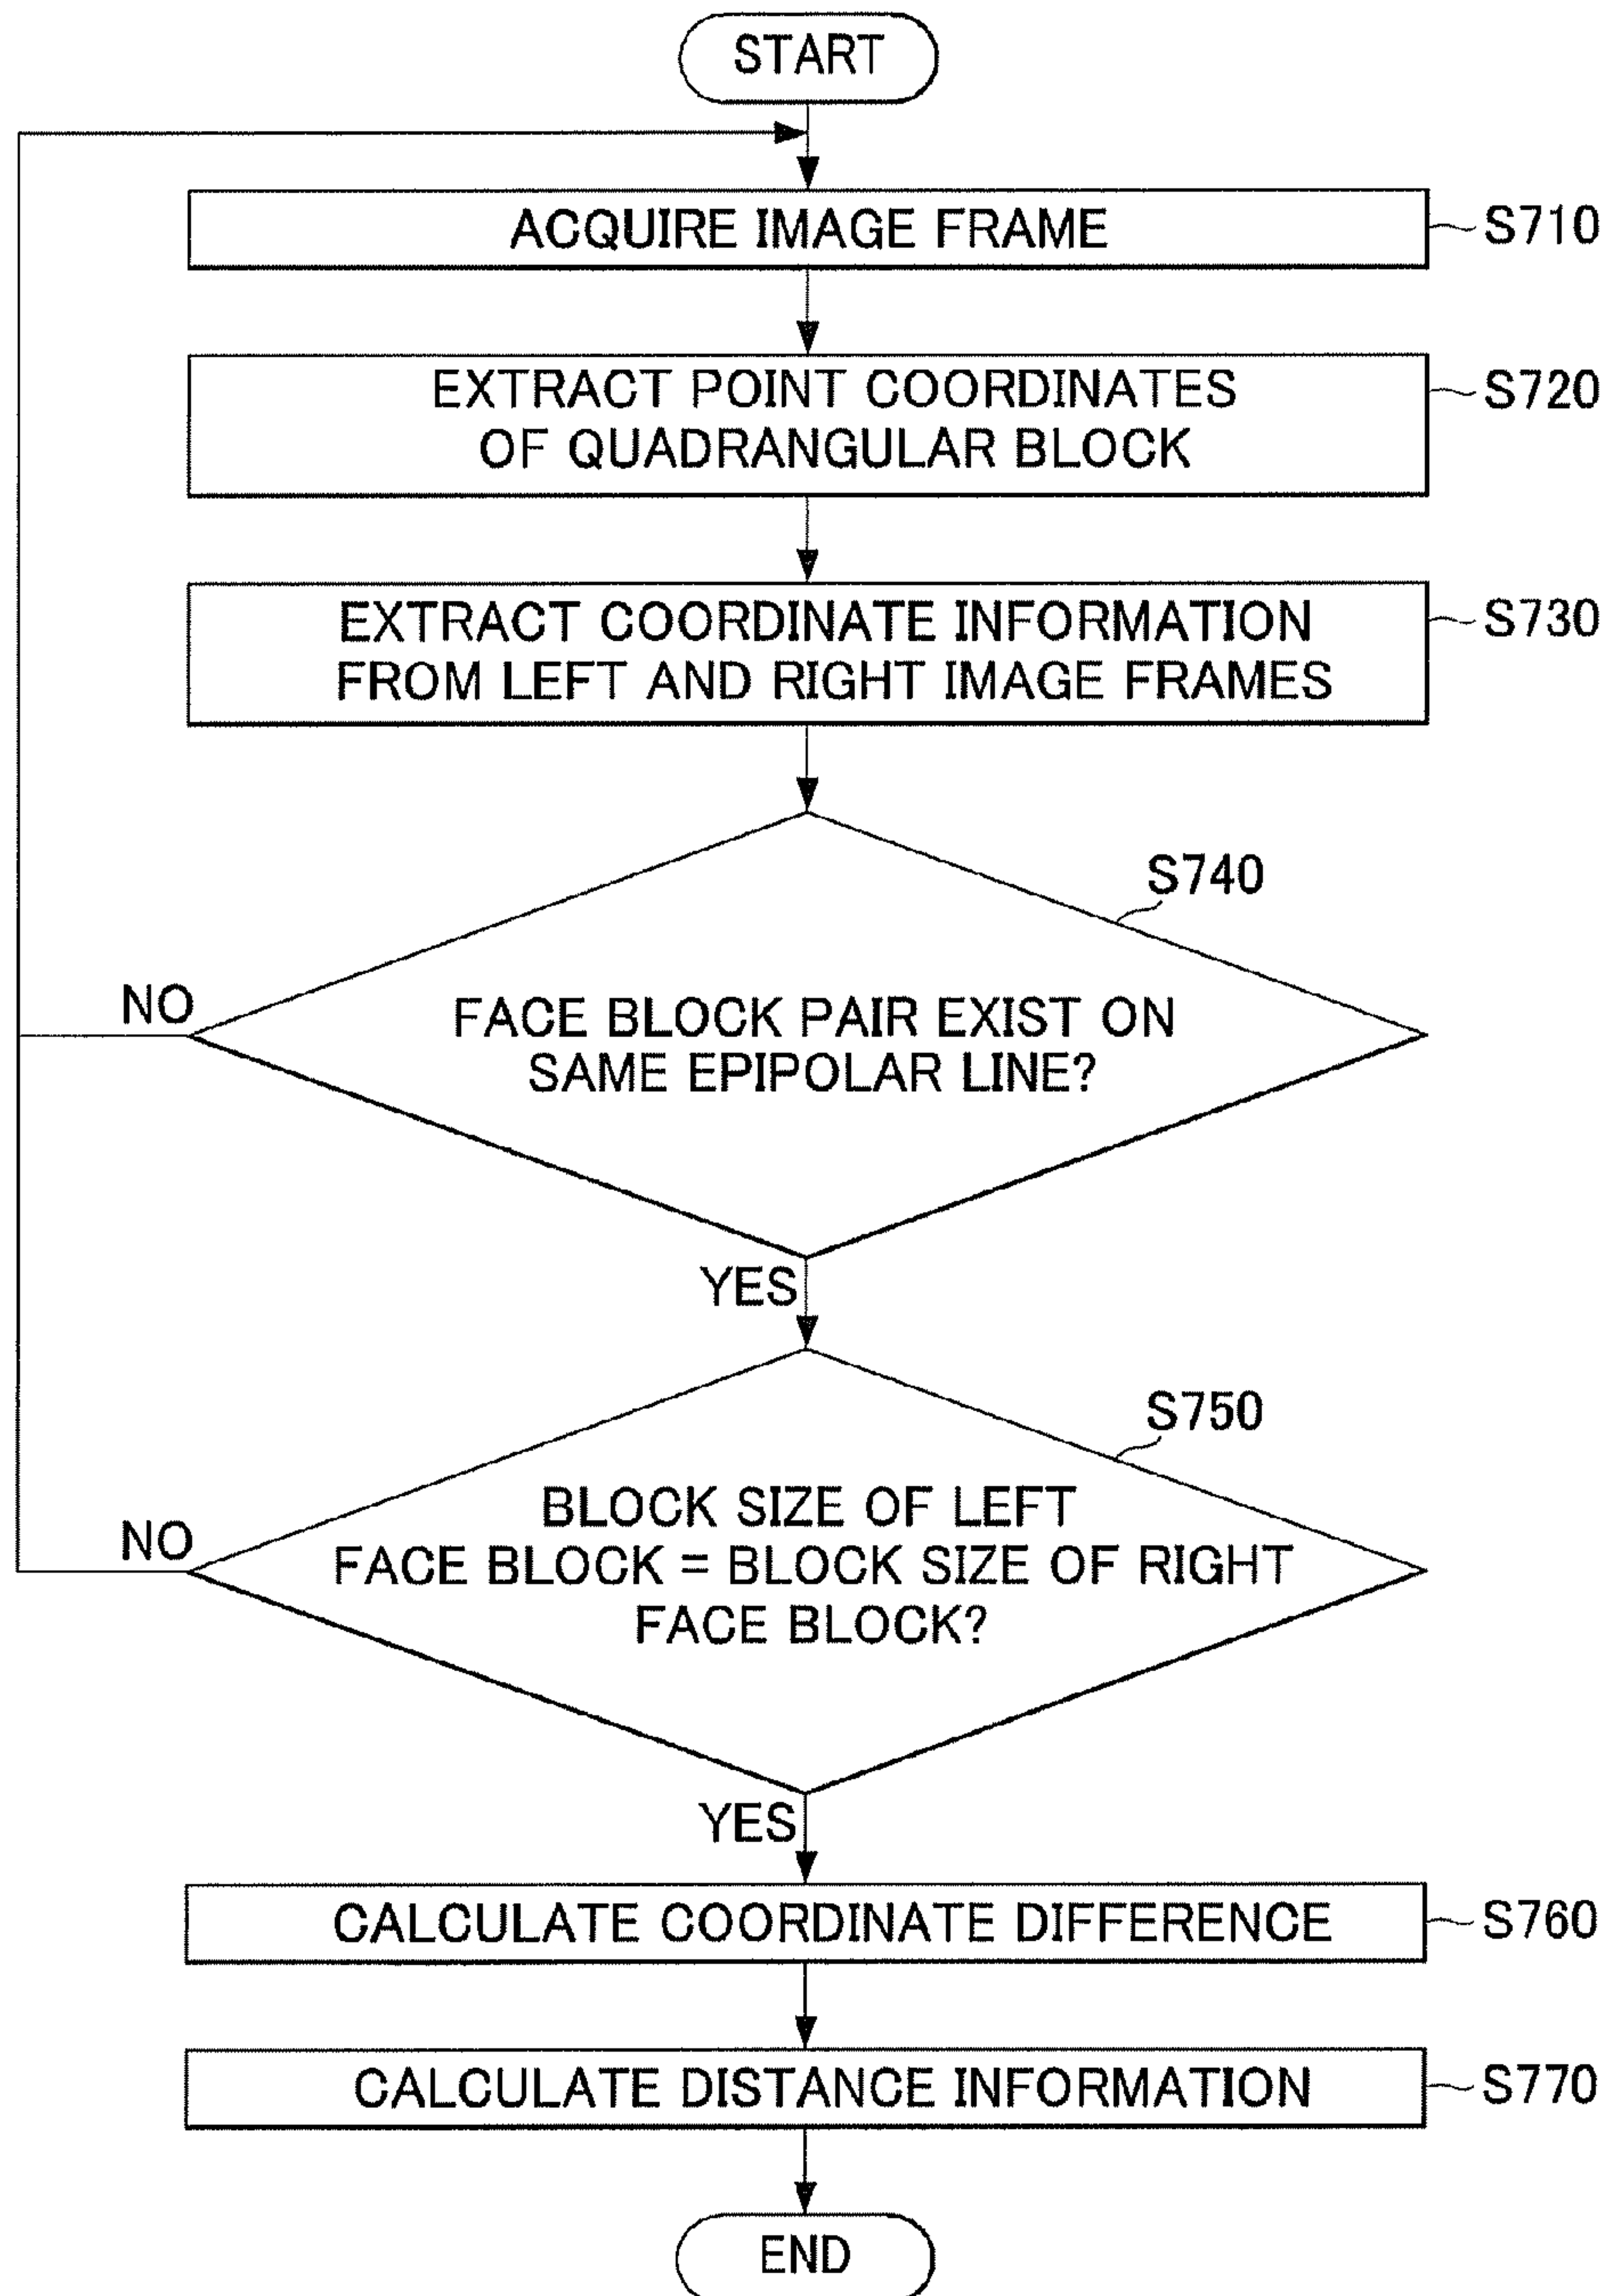 START
ACQUIRE IMAGE FRAME
S710
EXTRACT POINT COORDINATES
OF QUADRANGULAR BLOCK
S720
EXTRACT COORDINATE INFORMATION
FROM LEFT AND RIGHT IMAGE FRAMES
S730
S740
NO
FACE BLOCK PAIR EXIST ON
SAME EPIPOLAR LINE?
YES
S750
NO
BLOCK SIZE OF LEFT
FACE BLOCK = BLOCK SIZE OF RIGHT
FACE BLOCK?
YES
CALCULATE COORDINATE DIFFERENCE
S760
CALCULATE DISTANCE INFORMATION
S770
END